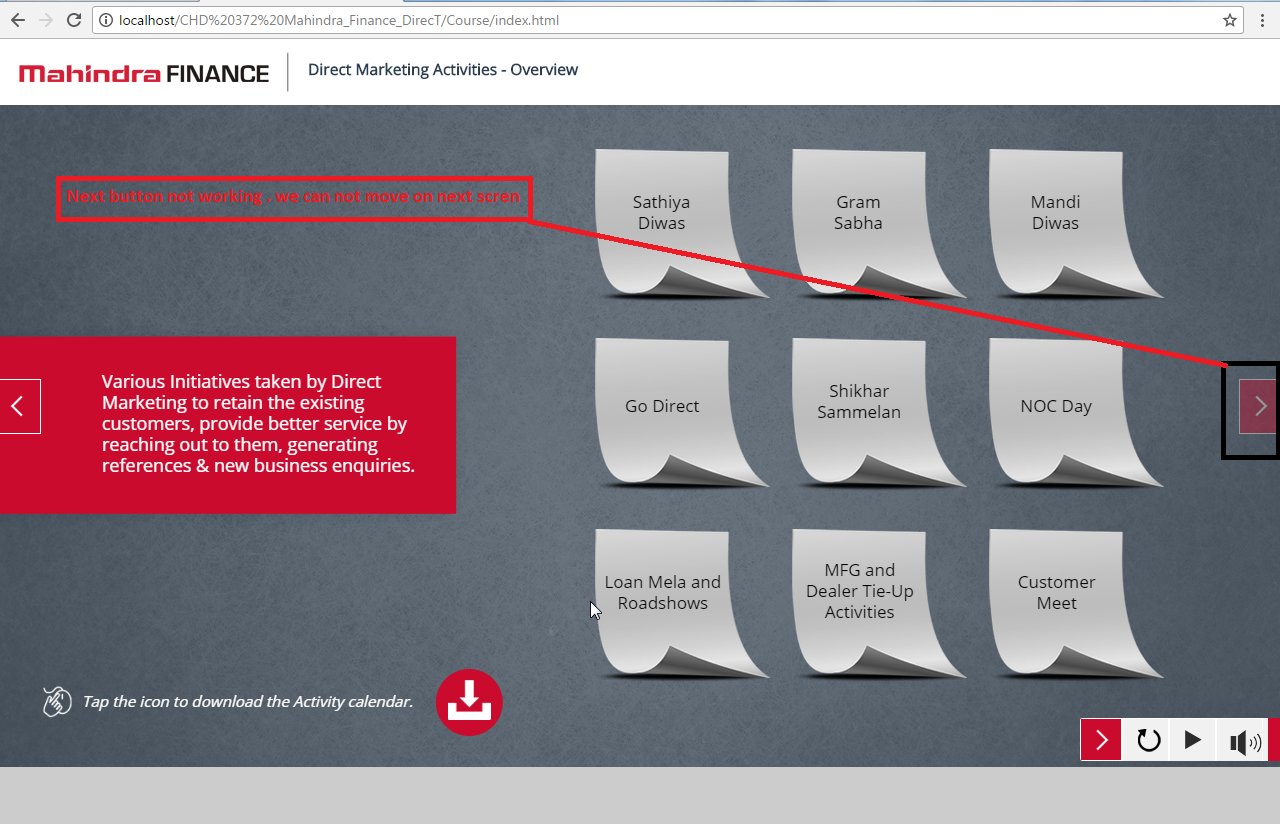 localhost/CHD%20372%20Mahindra_Finance_DirecT/Course/index.html
Mahindra FINANCE
Direct Marketing Activities - Overview
Next button not working . we can not move on next scren
Sathiya
Diwas
Gram
Sabha
Mandi
Diwas
Various Initiatives taken by Direct
Marketing to retain the existing
customers, provide better service by
reaching out to them, generating
references & new business enquiries.
Go Direct
Shikhar
Sammelan
NOC Day
Loan Mela and
Roadshows
MFG and
Dealer Tie-Up
Activities
Customer
Meet
Tap the icon to download the Activity calendar.